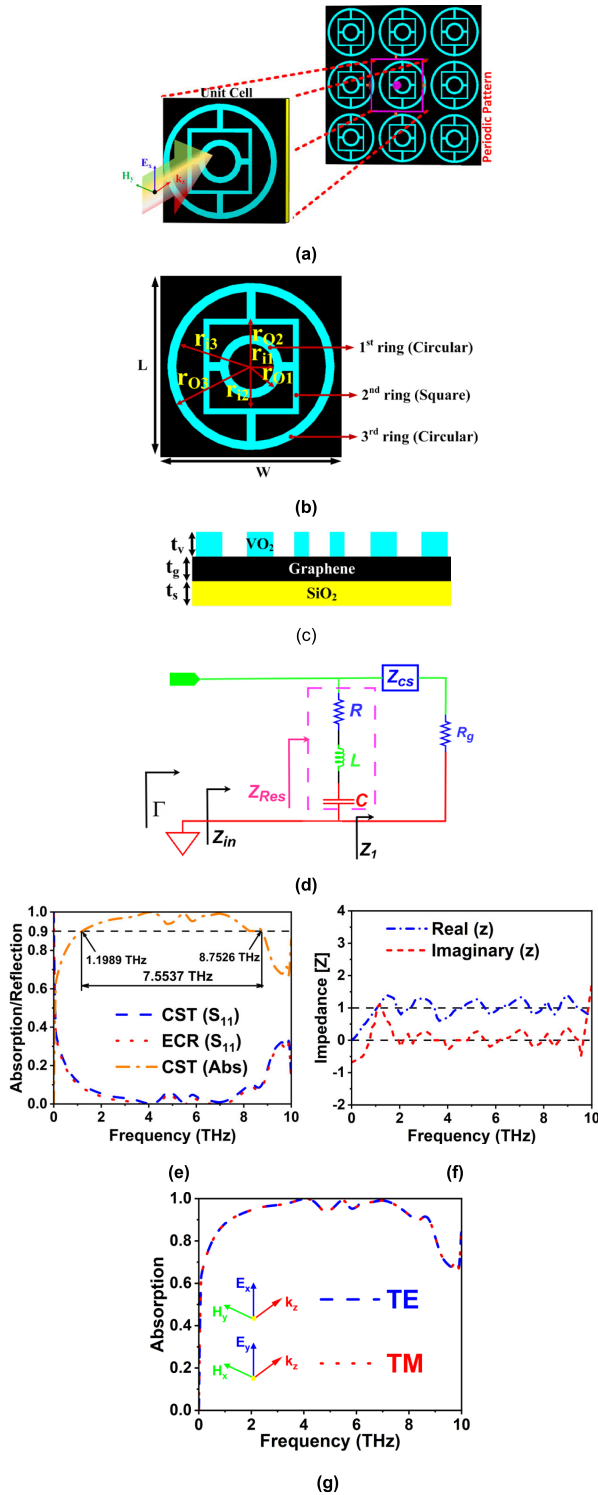 Unit Cell
Periodic Pattern
Ex
Hy
kz
(a)
L
ri3
rO2
ri1
rO3
rO1
ri2
1st ring (Circular)
2nd ring (Square)
3rd ring (Circular)
W
(b)
tv
VO2
tg
Graphene
ts
SiO2
(c)
Zcs
R
Rg
L
ZRes
C
Γ
Zin
Z1
(d)
Absorption/Reflection
1.0
0.9
0.8
0.6
0.4
0.2
0.0
1.1989 THz
8.7526 THz
7.5537 THz
CST (S11)
ECR (S11)
CST (Abs)
0 2 4 6 8 10
Frequency (THz)
(e)
Impedance [Z]
4
3
2
1
0
-1
-2
Real (z)
Imaginary (z)
0 2 4 6 8 10
Frequency (THz)
(f)
Absorption
1.0
0.8
0.6
0.4
0.2
0.0
Ex
Hy
kz
TE
Ey
Hx
kz
TM
0 2 4 6 8 10
Frequency (THz)
(g)